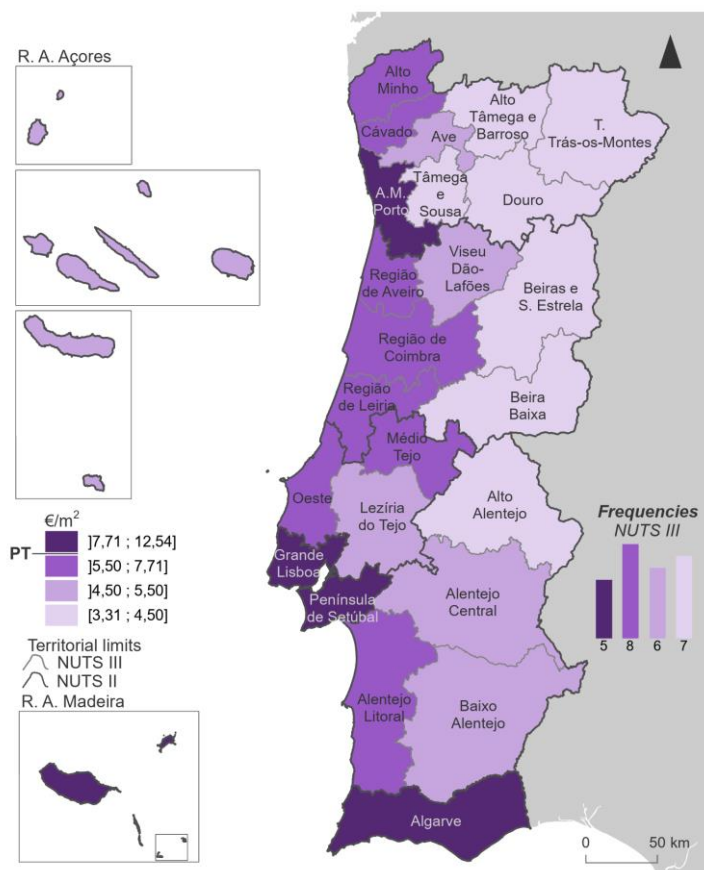 R. A. Açores
Alto
Minho
Cávado
Ave
Alto
Tâmega e
Barroso
T.
Trás-os-Montes
A.M.
Porto
Tâmega
e
Sousa
Douro
Viseu
Dão-
Lafões
Região
de Aveiro
Beiras e
S. Estrela
Região de
Coimbra
Região
de Leiria
Beira
Baixa
Médio
Tejo
Oeste
Lezíria
do Tejo
Alto
Alentejo
Grande
Lisboa
Península
de Setúbal
Alentejo
Central
Alentejo
Litoral
Baixo
Alentejo
Algarve
€/m²
PT
]7,71 ; 12,54]
]5,50 ; 7,71]
]4,50 ; 5,50]
[3,31 ; 4,50]
Territorial limits
NUTS III
NUTS II
R. A. Madeira
Frequencies
NUTS III
5 8 6 7
0 50 km